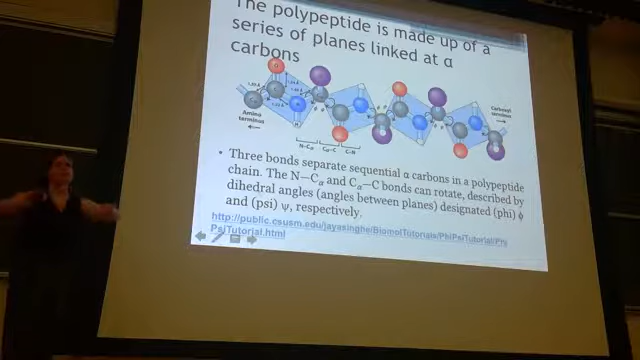 The polypeptide is made up of a
series of planes linked at α
carbons
Amino
terminus
Carboxyl
terminus
N–Cα
Cα–C
C–N
• Three bonds separate sequential α carbons in a polypeptide
chain. The N—Cα and Cα—C bonds can rotate, described by
dihedral angles (angles between planes) designated (phi) ϕ
and (psi) ψ, respectively.
http://public.csusm.edu/jayasinghe/BiomolTutorials/PhiPsiTutorial/Phi
PsiTutorial.html